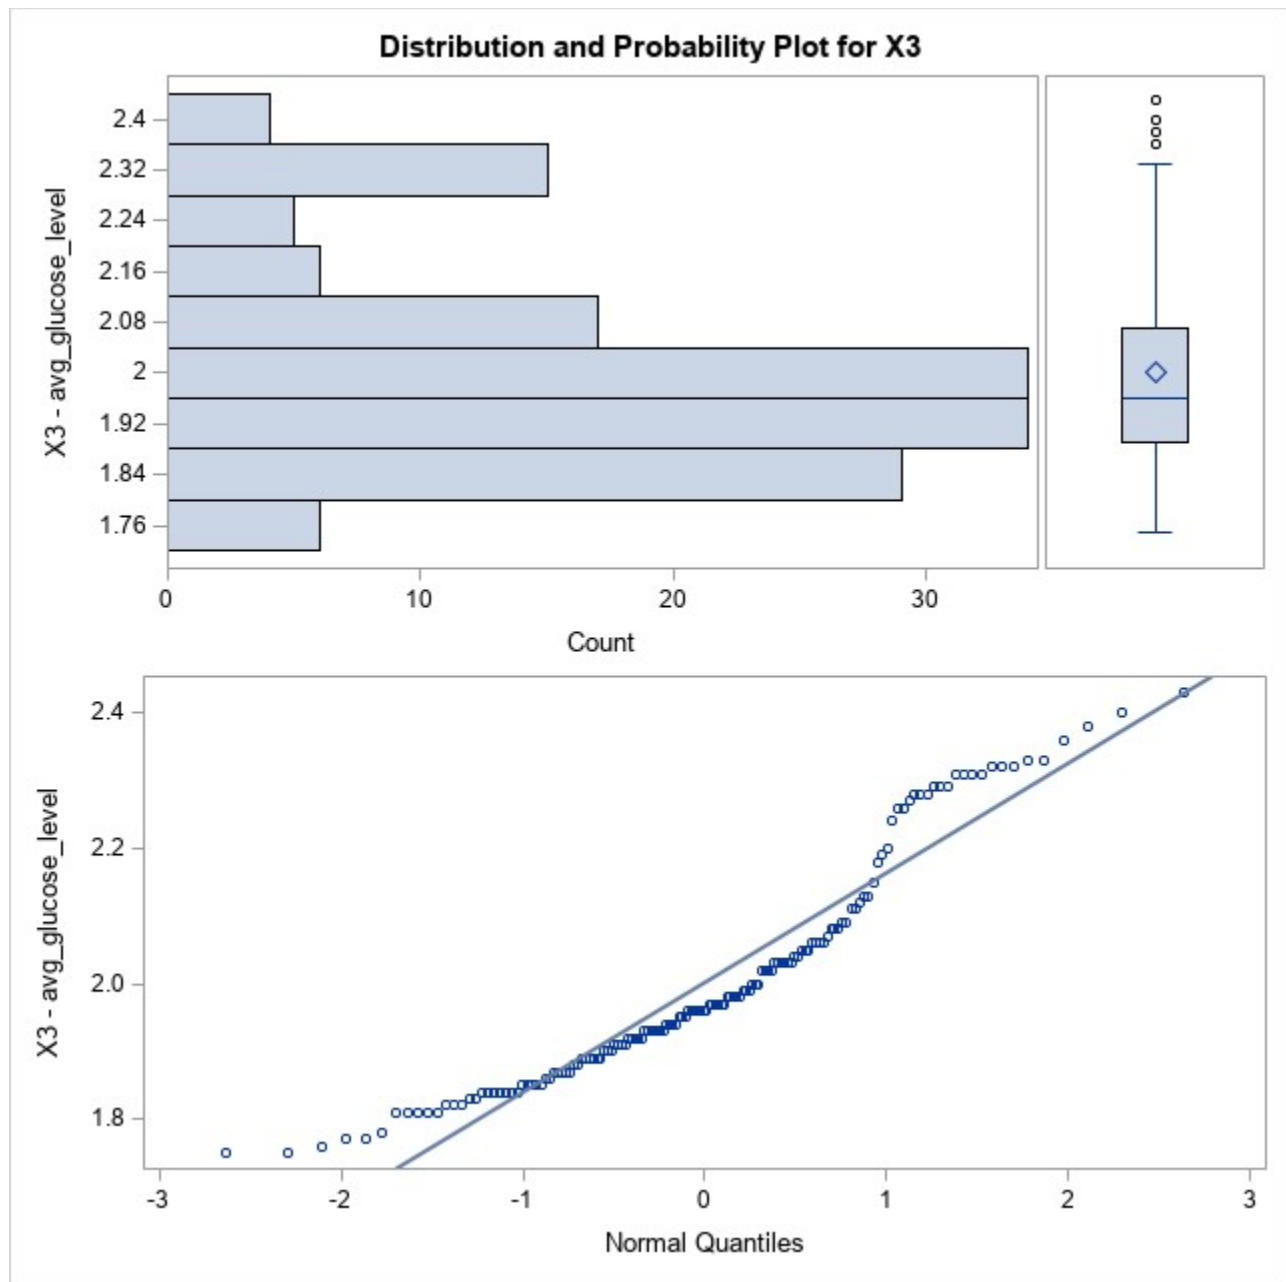 Distribution and Probability Plot for X3
X3 - avg_glucose_level
2.4
2.32
2.24
2.16
2.08
2
1.92
1.84
1.76
0 10 20 30
Count
X3 - avg_glucose_level
2.4
2.2
2.0
1.8
-3 -2 -1 0 1 2 3
Normal Quantiles